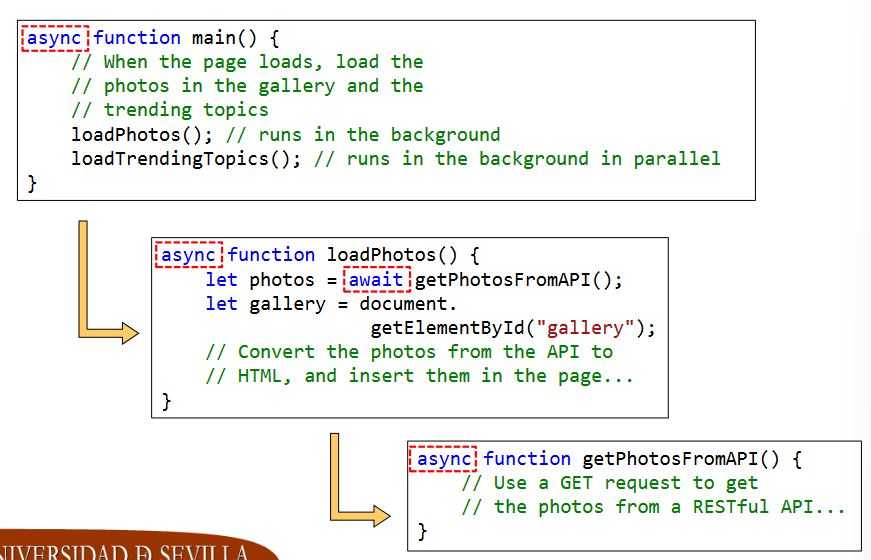 async function main() {
// When the page loads, load the
// photos in the gallery and the
// trending topics
loadPhotos(); // runs in the background
loadTrendingTopics(); // runs in the background in parallel
}
async function loadPhotos() {
let photos = await getPhotosFromAPI();
let gallery = document.
getElementById("gallery");
// Convert the photos from the API to
// HTML, and insert them in the page...
}
async function getPhotosFromAPI() {
// Use a GET request to get
// the photos from a RESTful API...
}
NIVERSIDAD D SEVILLA